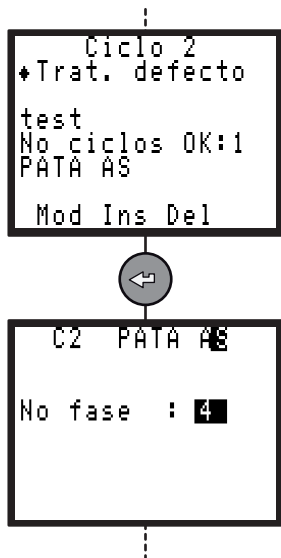 Ciclo 2
♦Trat. defecto
test
No ciclos OK:1
PATA AS
Mod Ins Del
C2 PATA AS
No fase : 4